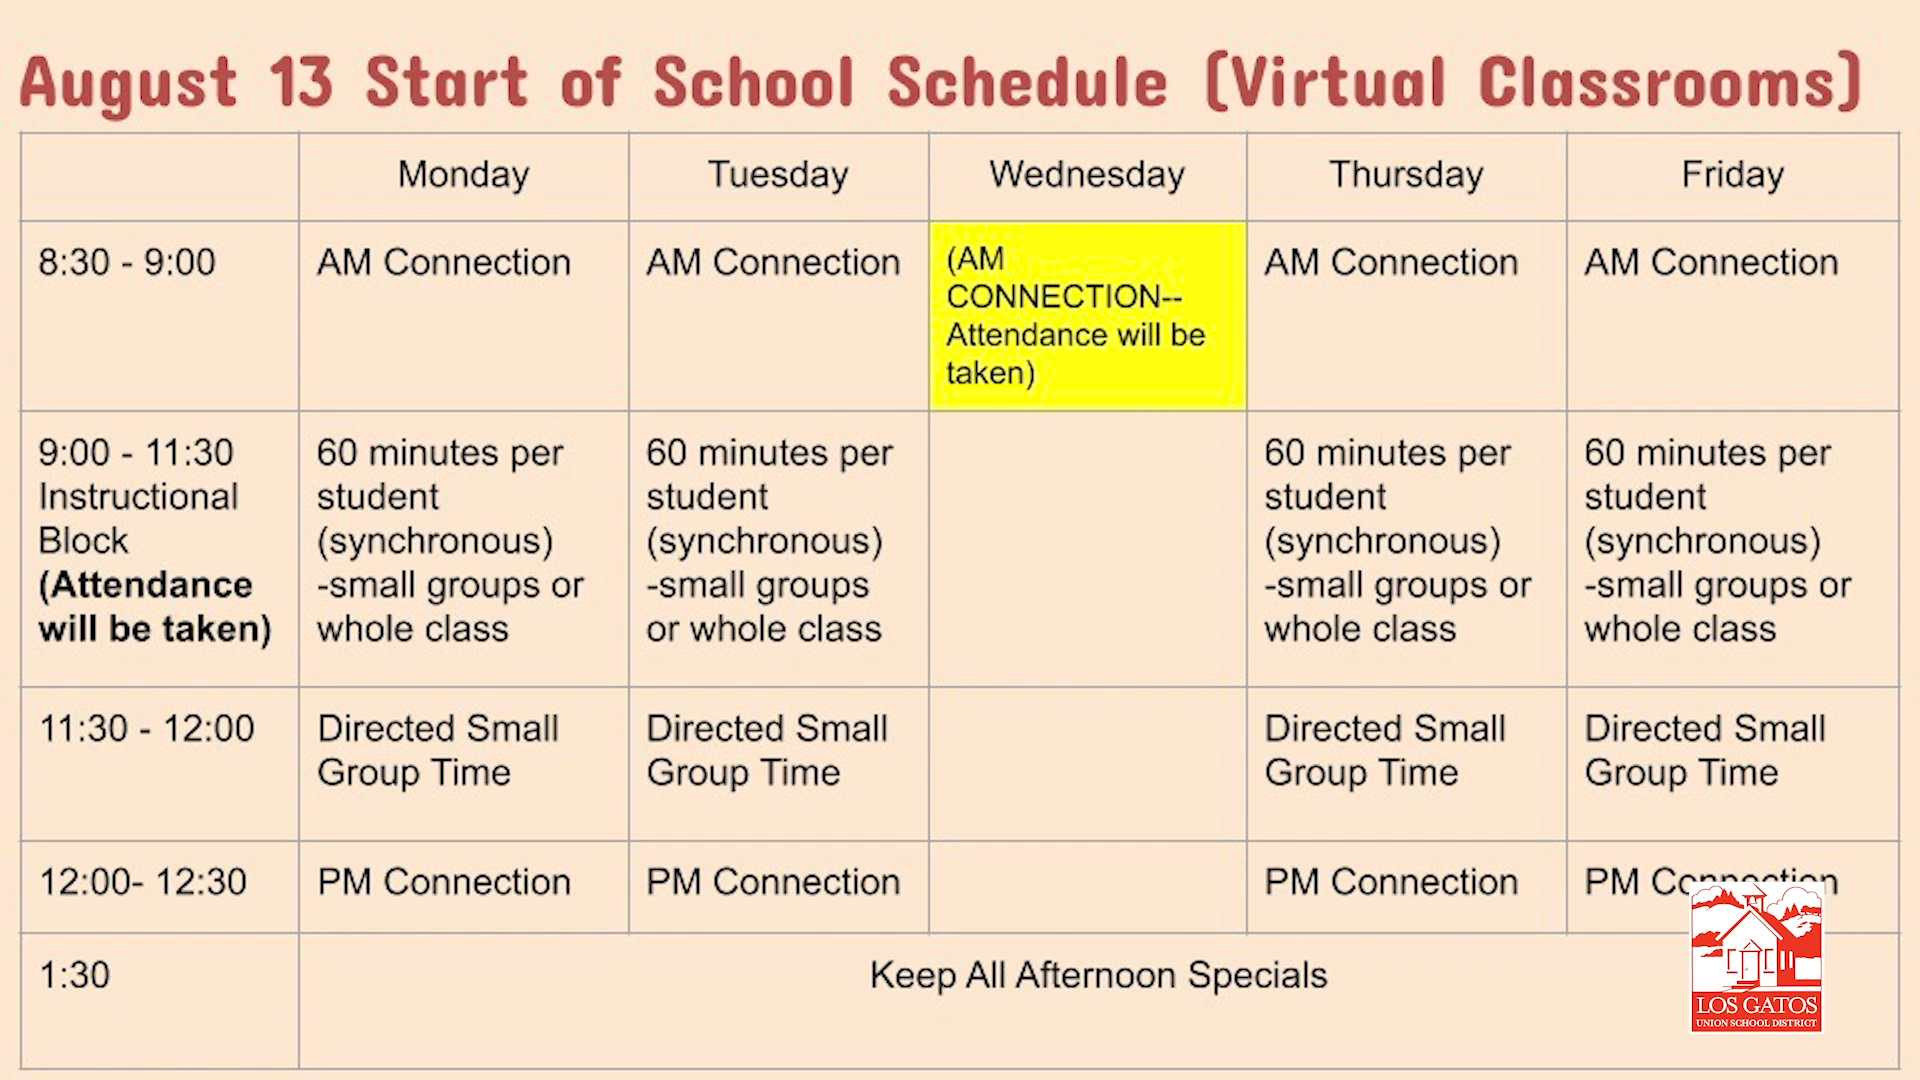 August 13 Start of School Schedule (Virtual Classrooms)
Monday
Tuesday
Wednesday
Thursday
Friday
8:30 - 9:00
AM Connection
AM Connection
(AM
CONNECTION--
Attendance will be
taken)
AM Connection
AM Connection
9:00 - 11:30
Instructional
Block
(Attendance
will be taken)
60 minutes per
student
(synchronous)
-small groups or
whole class
60 minutes per
student
(synchronous)
-small groups
or whole class
60 minutes per
student
(synchronous)
-small groups or
whole class
60 minutes per
student
(synchronous)
-small groups or
whole class
11:30 - 12:00
Directed Small
Group Time
Directed Small
Group Time
Directed Small
Group Time
Directed Small
Group Time
12:00- 12:30
PM Connection
PM Connection
PM Connection
PM Connection
1:30
Keep All Afternoon Specials
LOS GATOS
UNION SCHOOL DISTRICT